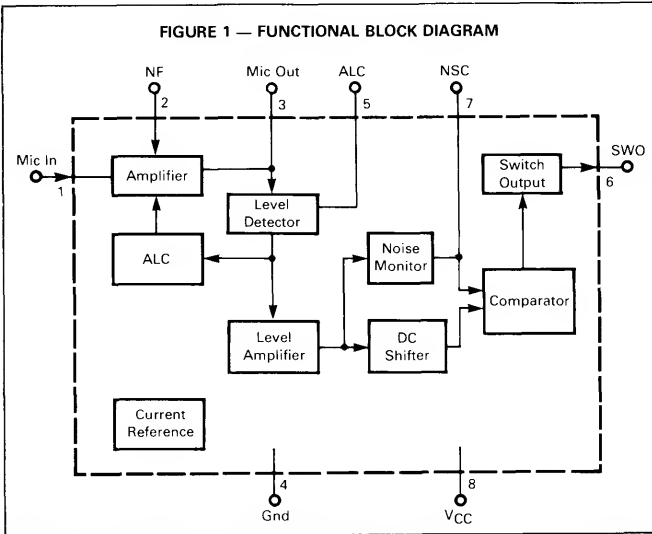 FIGURE 1 — FUNCTIONAL BLOCK DIAGRAM
NF
Mic Out
ALC
NSC
2
3
5
7
Mic In
1
Amplifier
Switch
Output
SWO
6
Level
Detector
ALC
Noise
Monitor
Comparator
Level
Amplifier
DC
Shifter
Current
Reference
4
8
Gnd
VCC